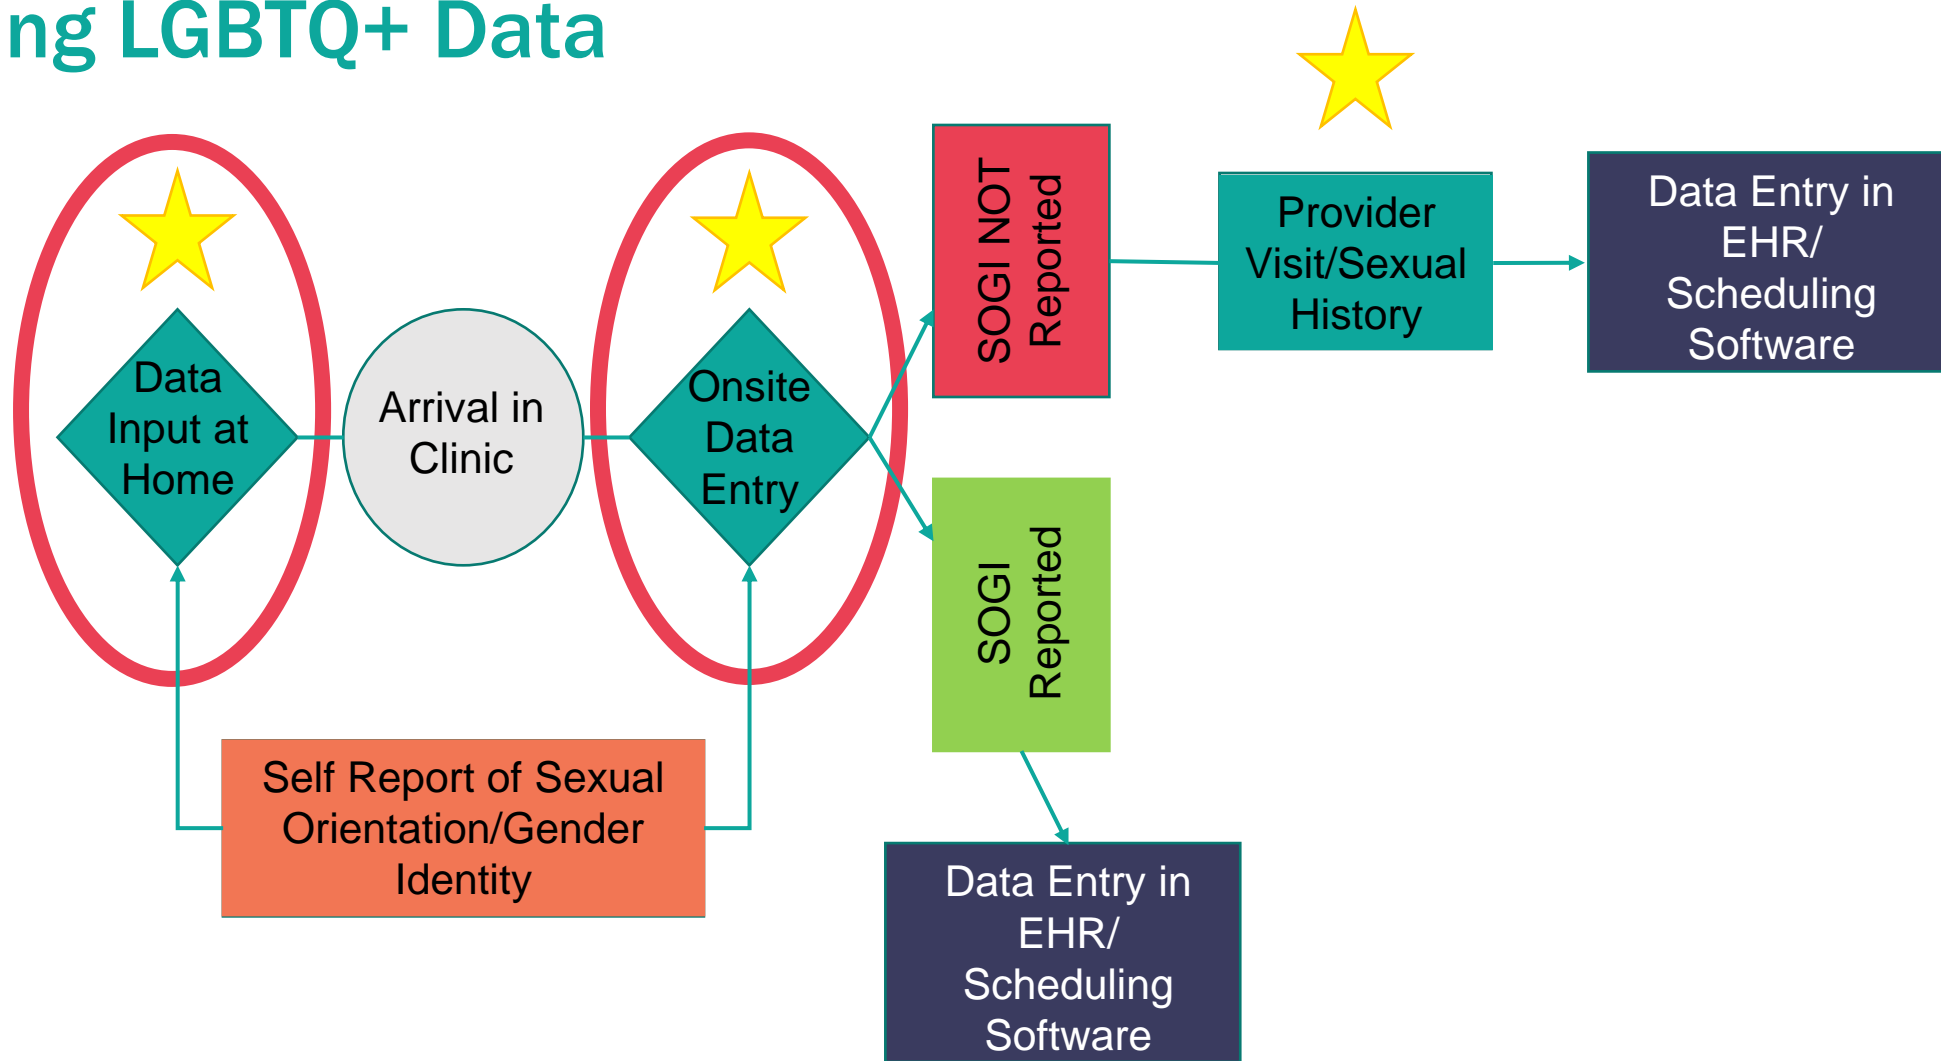 ng LGBTQ+ Data
Data
Input at
Home
Arrival in
Clinic
Onsite
Data
Entry
SOGI NOT
Reported
Provider
Visit/Sexual
History
Data Entry in
EHR/
Scheduling
Software
SOGI
Reported
Self Report of Sexual
Orientation/Gender
Identity
Data Entry in
EHR/
Scheduling
Software